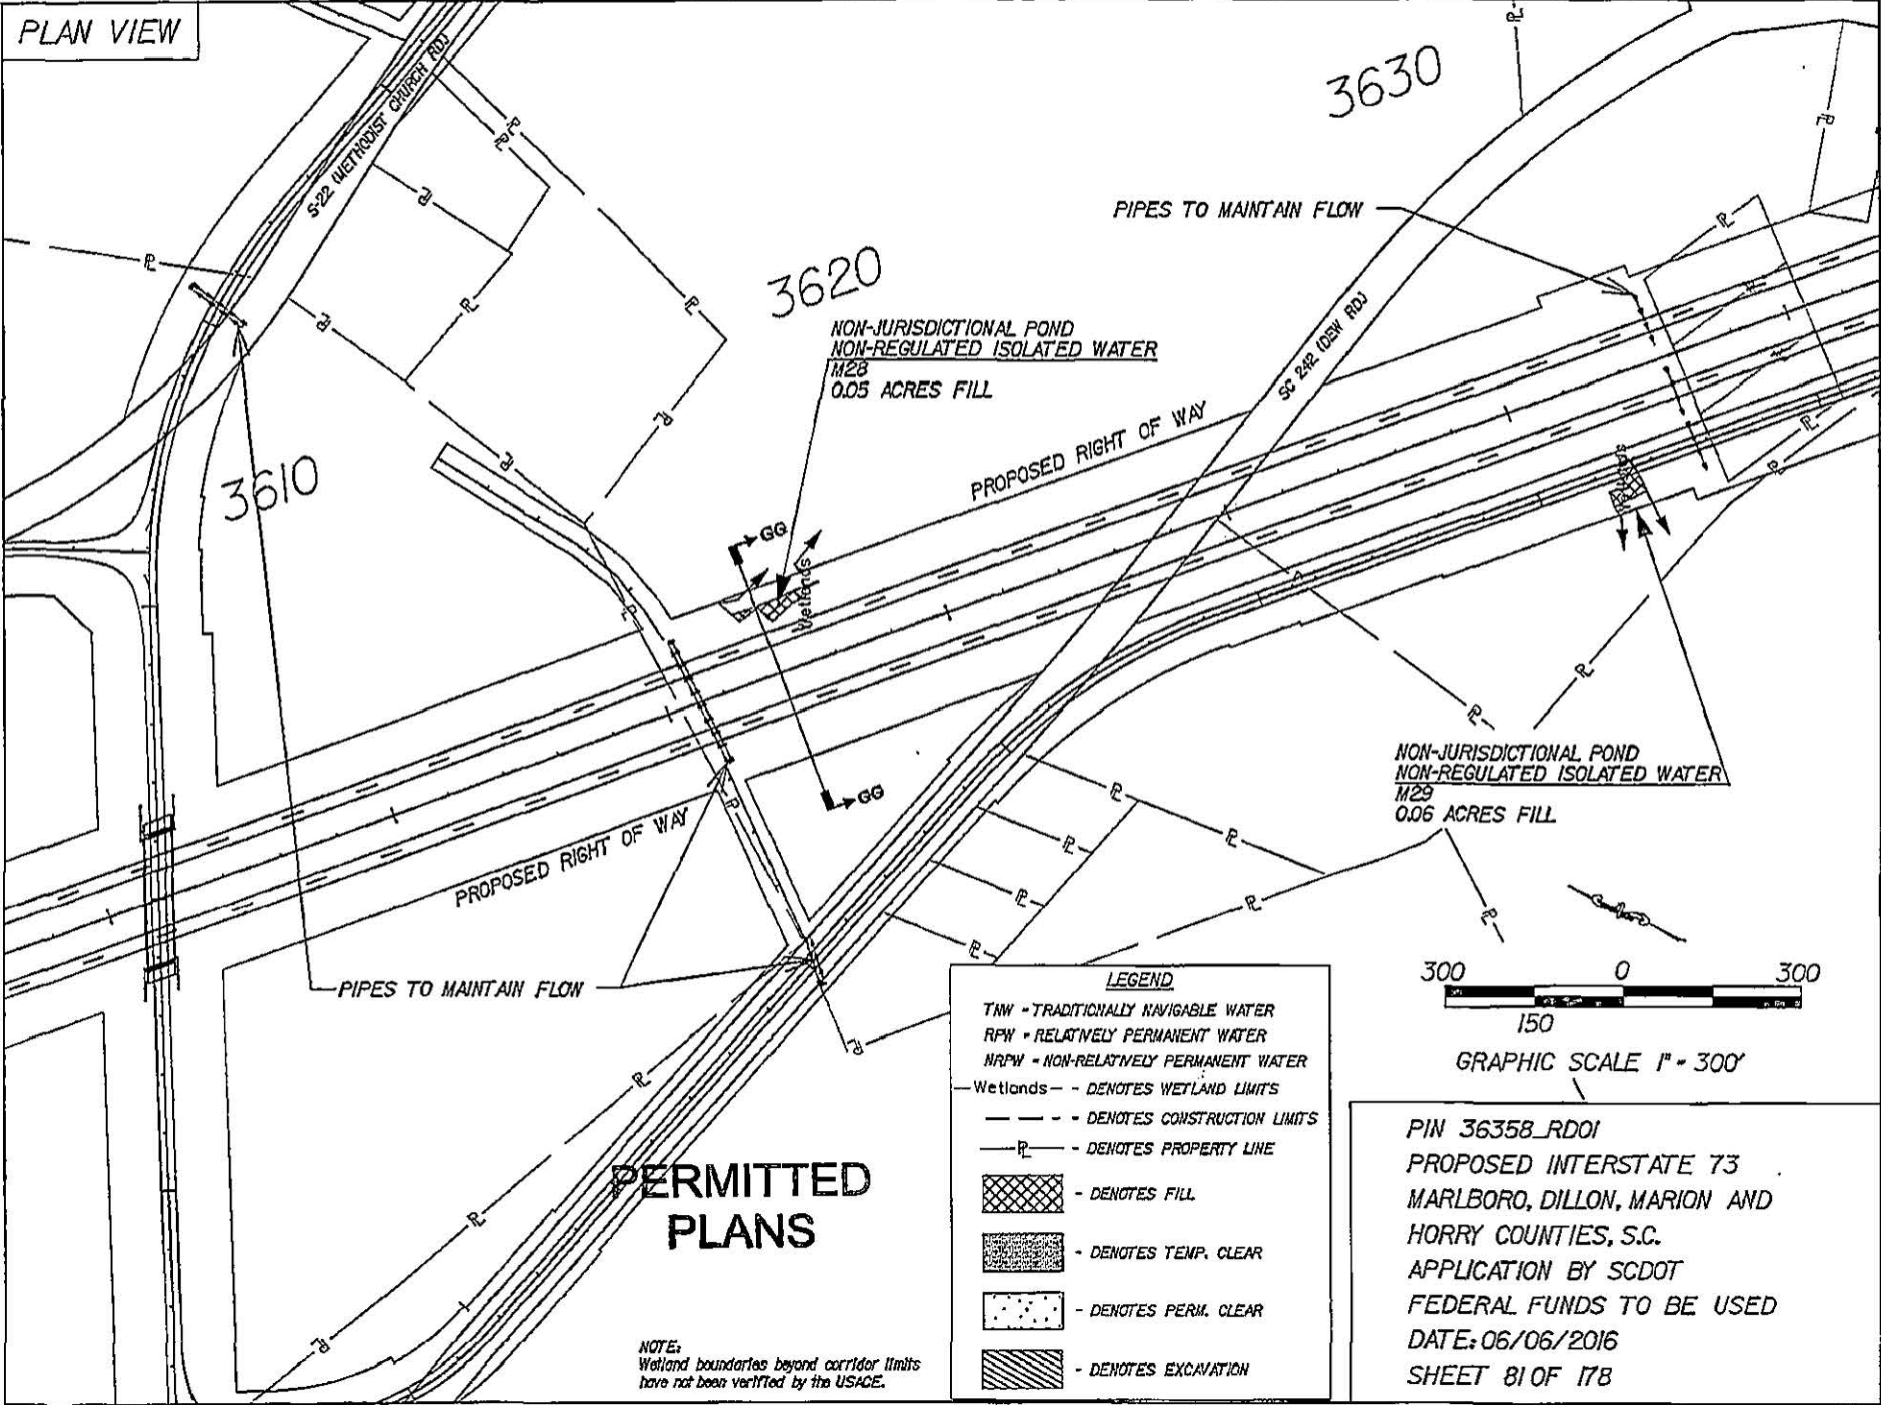 PLAN VIEW
S-22 (METHODIST CHURCH RD)
3630
PIPES TO MAINTAIN FLOW
3620
NON-JURISDICTIONAL POND
NON-REGULATED ISOLATED WATER
M28
0.05 ACRES FILL
SC 242 (DEW RD)
PROPOSED RIGHT OF WAY
3610
GG
Wetlands
GG
PROPOSED RIGHT OF WAY
NON-JURISDICTIONAL POND
NON-REGULATED ISOLATED WATER
M29
0.06 ACRES FILL
PIPES TO MAINTAIN FLOW
LEGEND
TNW - TRADITIONALLY NAVIGABLE WATER
RPW - RELATIVELY PERMANENT WATER
NRPW - NON-RELATIVELY PERMANENT WATER
Wetlands - DENOTES WETLAND LIMITS
- DENOTES CONSTRUCTION LIMITS
PL - DENOTES PROPERTY LINE
- DENOTES FILL
- DENOTES TEMP. CLEAR
- DENOTES PERM. CLEAR
- DENOTES EXCAVATION
300 0 300
150
GRAPHIC SCALE 1" = 300'
PERMITTED
PLANS
NOTE:
Wetland boundaries beyond corridor limits
have not been verified by the USACE.
PIN 36358_RD01
PROPOSED INTERSTATE 73
MARLBORO, DILLON, MARION AND
HORRY COUNTIES, S.C.
APPLICATION BY SCDOT
FEDERAL FUNDS TO BE USED
DATE: 06/06/2016
SHEET 81 OF 178